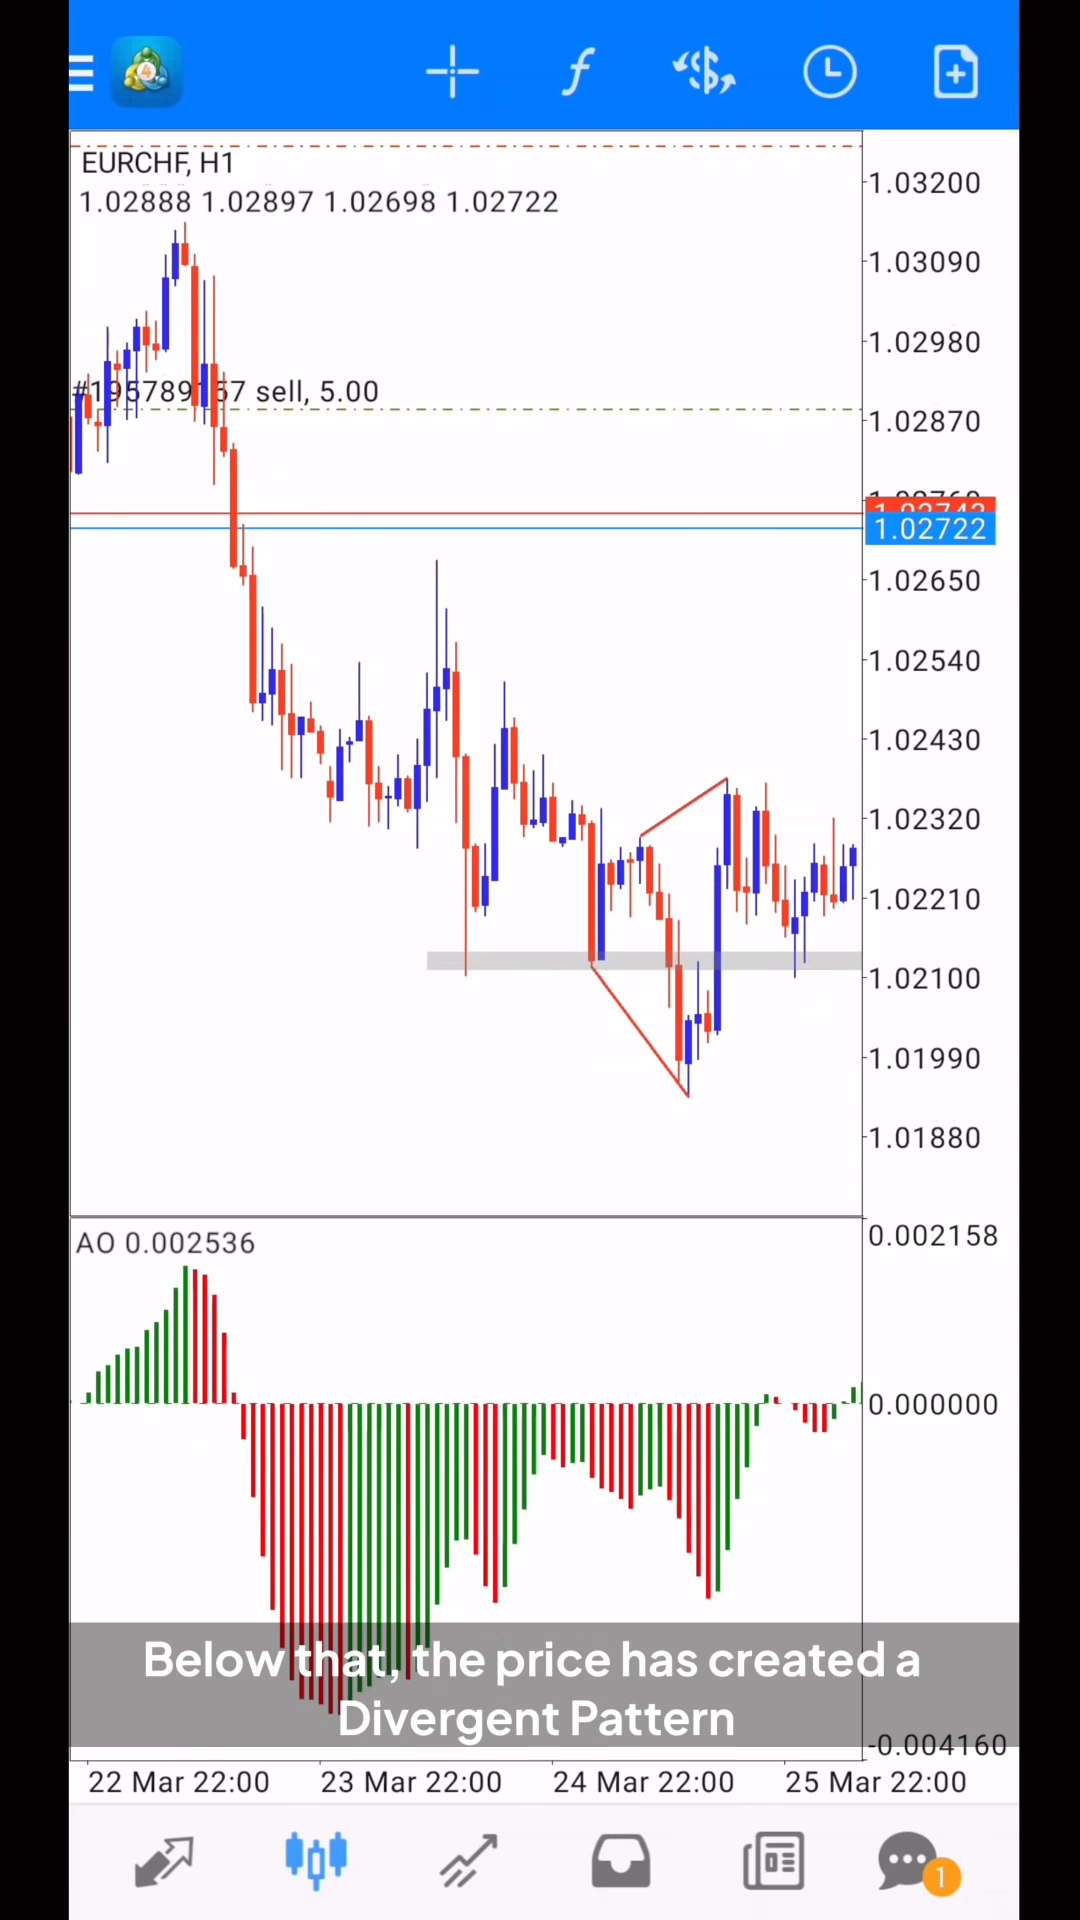 EURCHF, H1
1.02888 1.02897 1.02698 1.02722
sell, 5.00
1.03200
1.03090
1.02980
1.02870
1.02722
1.02650
1.02540
1.02430
1.02320
1.02210
1.02100
1.01990
1.01880
AO 0.002536
0.002158
0.000000
Below that, the price has created a
Divergent Pattern
-0.004160
22 Mar 22:00
23 Mar 22:00
24 Mar 22:00
25 Mar 22:00
1